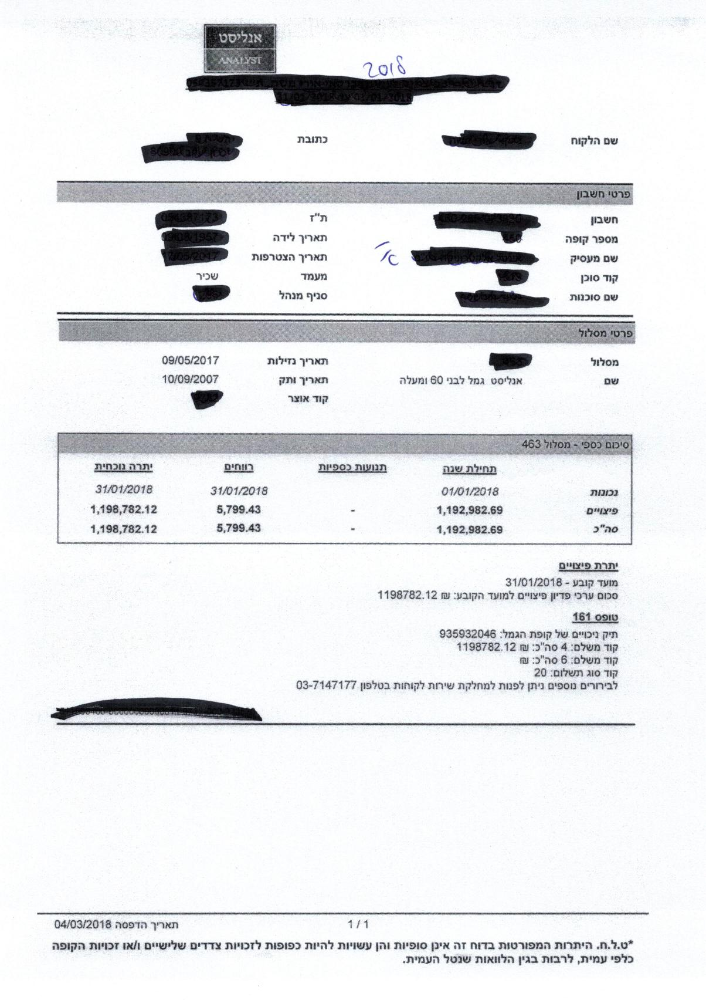 אנליסט
ANALYST
2018
שם הלקוח
כתובת
פרטי חשבון
חשבון
ת"ז
מספר קופה
תאריך לידה
שם מעסיק
תאריך הצטרפות
קוד סוכן
מעמד שכיר
שם סוכנות
סניף מנהל
פרטי מסלול
מסלול
תאריך נזילות 09/05/2017
שם אנליסט גמל לבני 60 ומעלה
תאריך ותק 10/09/2007
קוד אוצר
סיכום כספי - מסלול 463
תחילת שנה תנועות כספיות רווחים יתרה נוכחית
נכונות 01/01/2018 31/01/2018 31/01/2018
פיצויים 1,192,982.69 - 5,799.43 1,198,782.12
סה"כ 1,192,982.69 - 5,799.43 1,198,782.12
יתרת פיצויים
מועד קובע - 31/01/2018
סכום ערכי פדיון פיצויים למועד הקובע: ₪ 1198782.12
טופס 161
תיק ניכויים של קופת הגמל: 935932046
קוד משלם: 4 סה"כ: ₪ 1198782.12
קוד משלם: 6 סה"כ: ₪
קוד סוג תשלום: 20
לבירורים נוספים ניתן לפנות למחלקת שירות לקוחות בטלפון 03-7147177
1 / 1
תאריך הדפסה 04/03/2018
*ט.ל.ח. היתרות המפורטות בדוח זה אינן סופיות והן עשויות להיות כפופות לזכויות צדדים שלישיים ו/או זכויות הקופה
כלפי עמית, לרבות בגין הלוואות שנטל העמית.